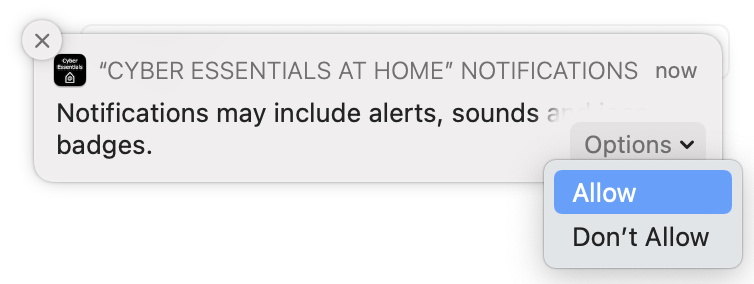 Cyber
Essentials
“CYBER ESSENTIALS AT HOME” NOTIFICATIONS now
Notifications may include alerts, sounds
badges.
Options
Allow
Don’t Allow